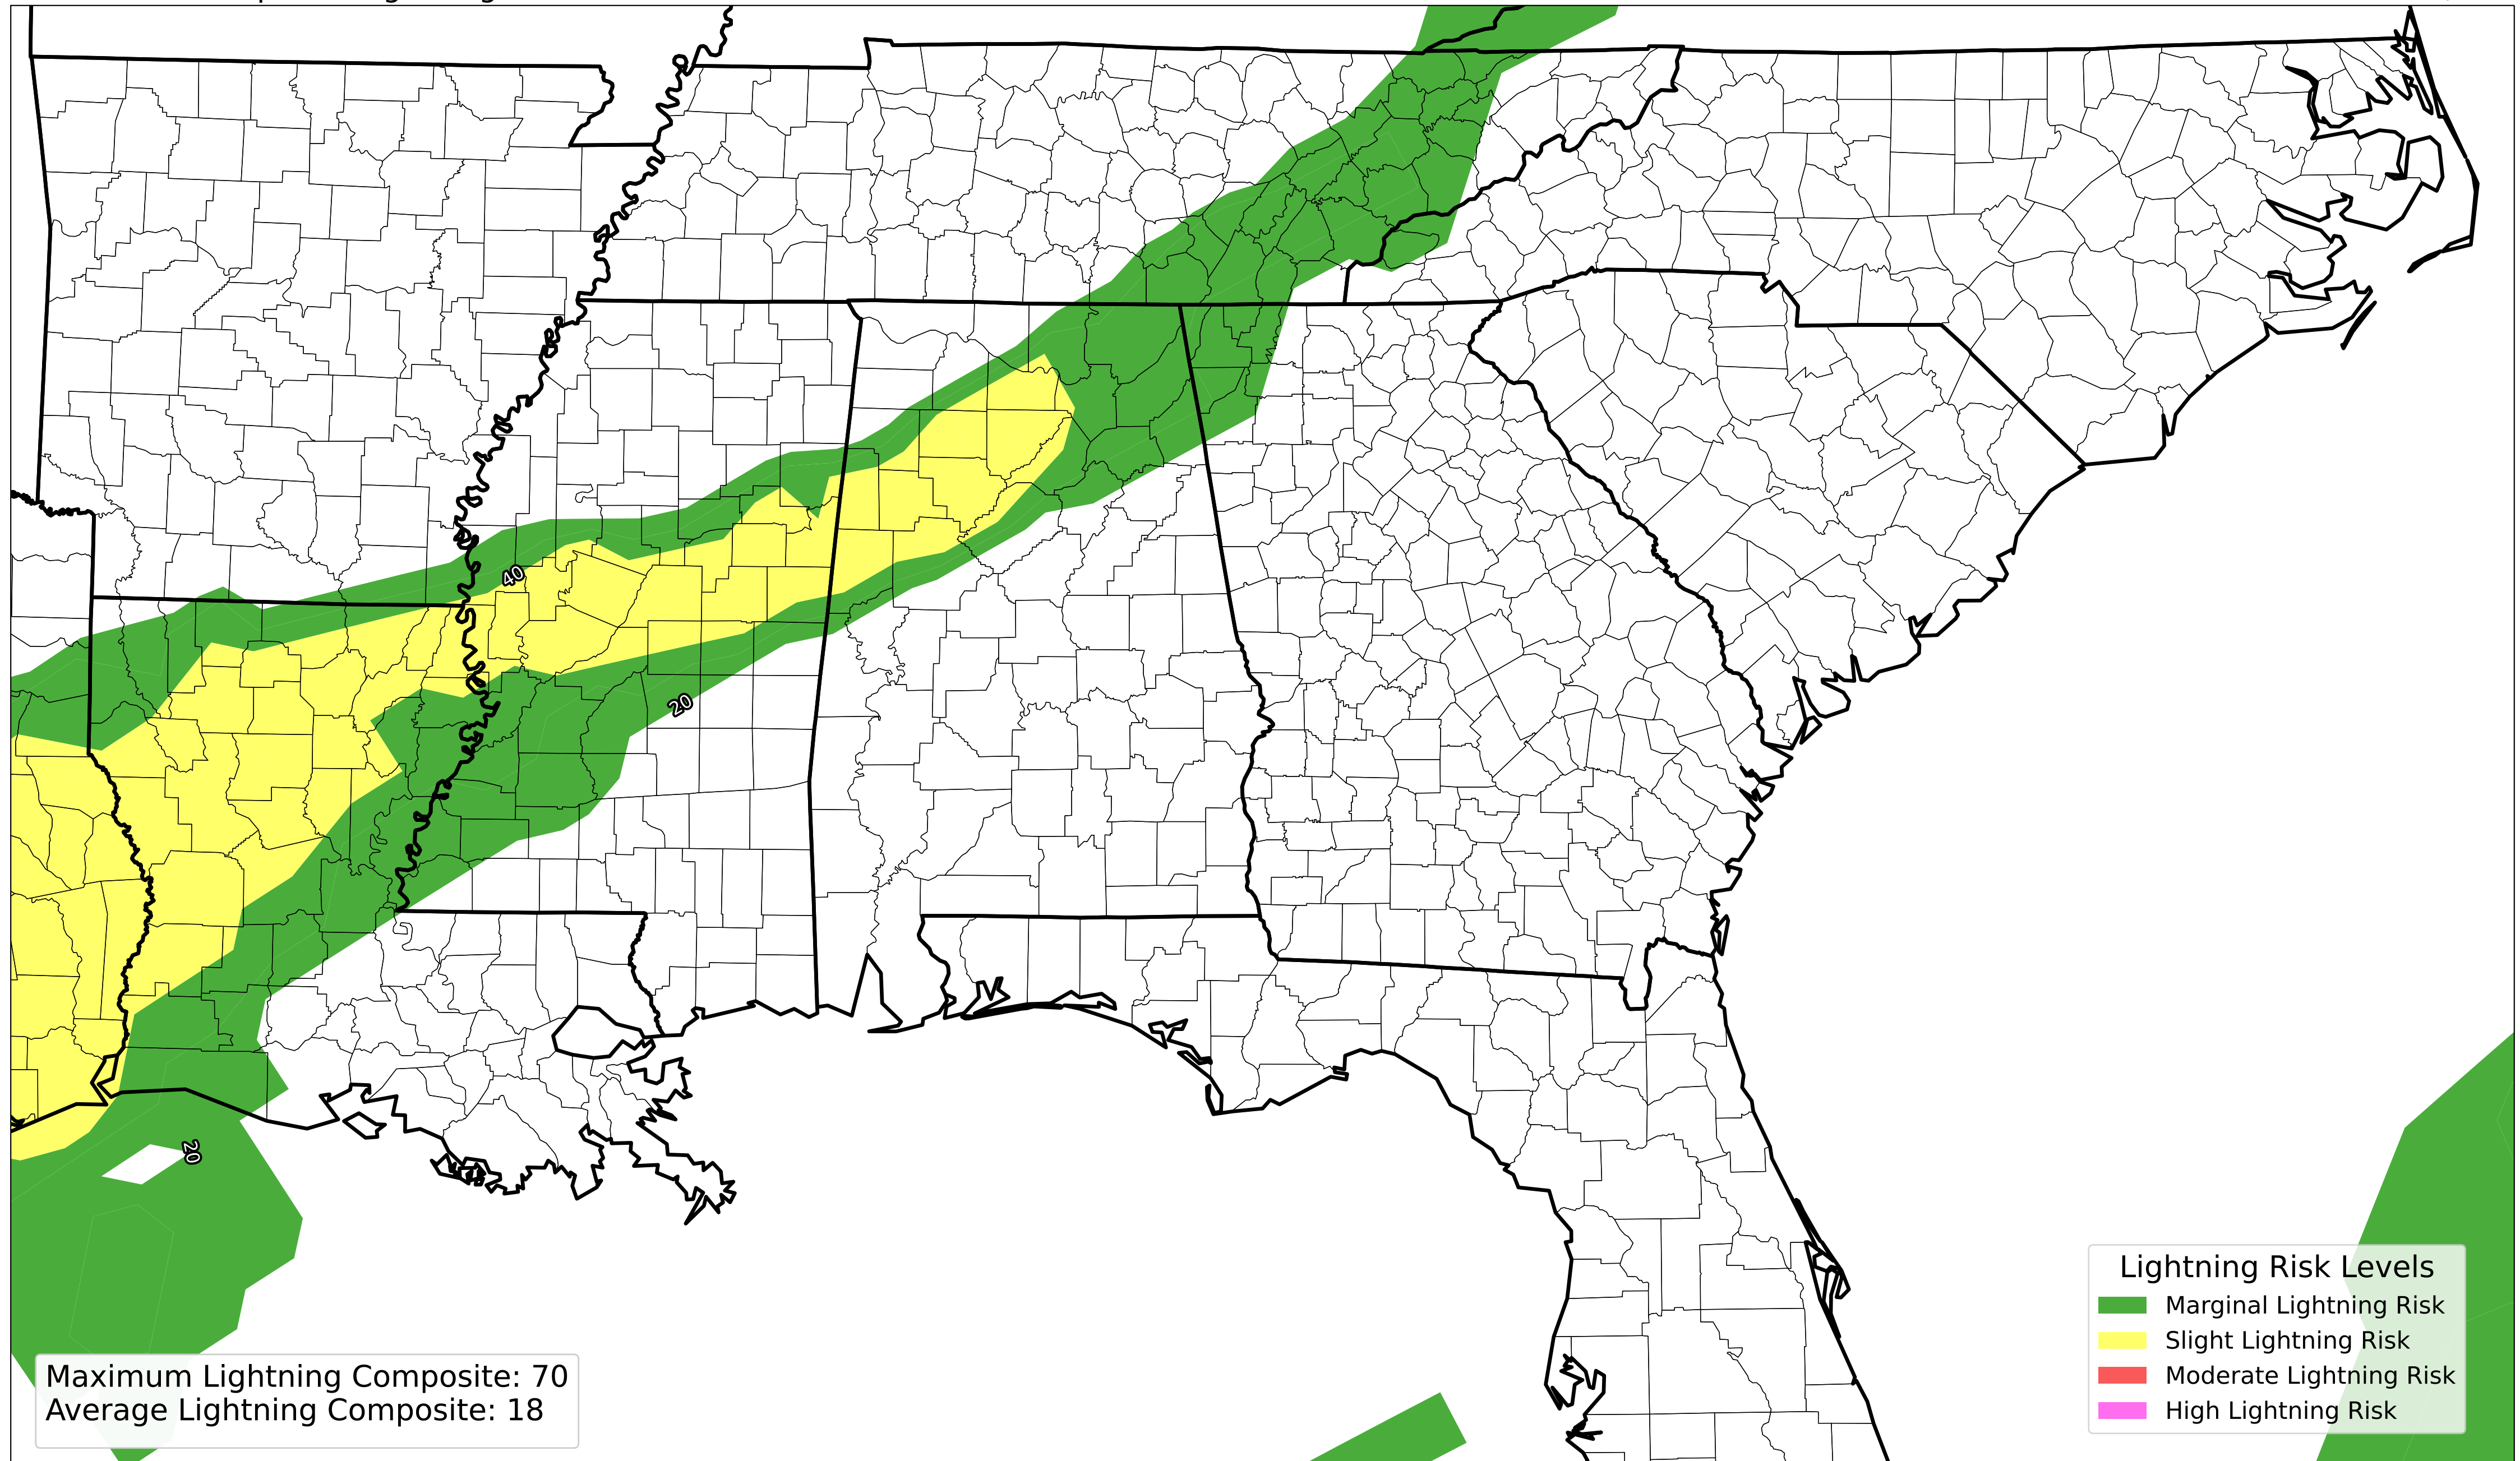 40
20
20
Lightning Risk Levels
Marginal Lightning Risk
Slight Lightning Risk
Moderate Lightning Risk
High Lightning Risk
Maximum Lightning Composite: 70
Average Lightning Composite: 18